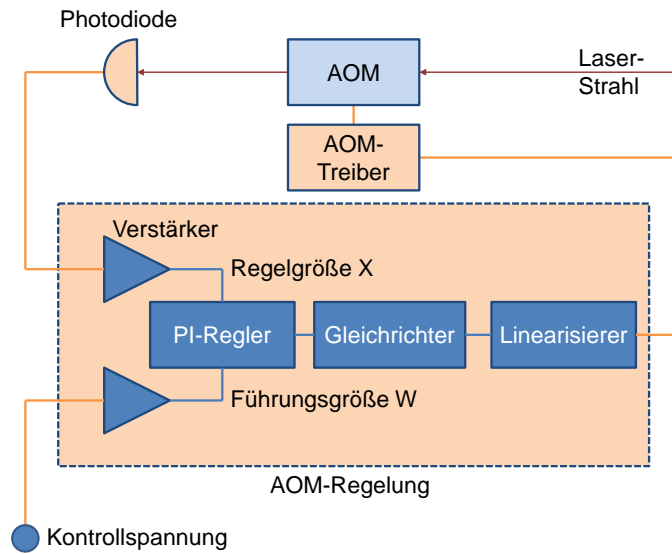 Photodiode
AOM
Laser-
Strahl
AOM-
Treiber
Verstärker
Regelgröße X
PI-Regler
Gleichrichter
Linearisierer
Führungsgröße W
AOM-Regelung
Kontrollspannung